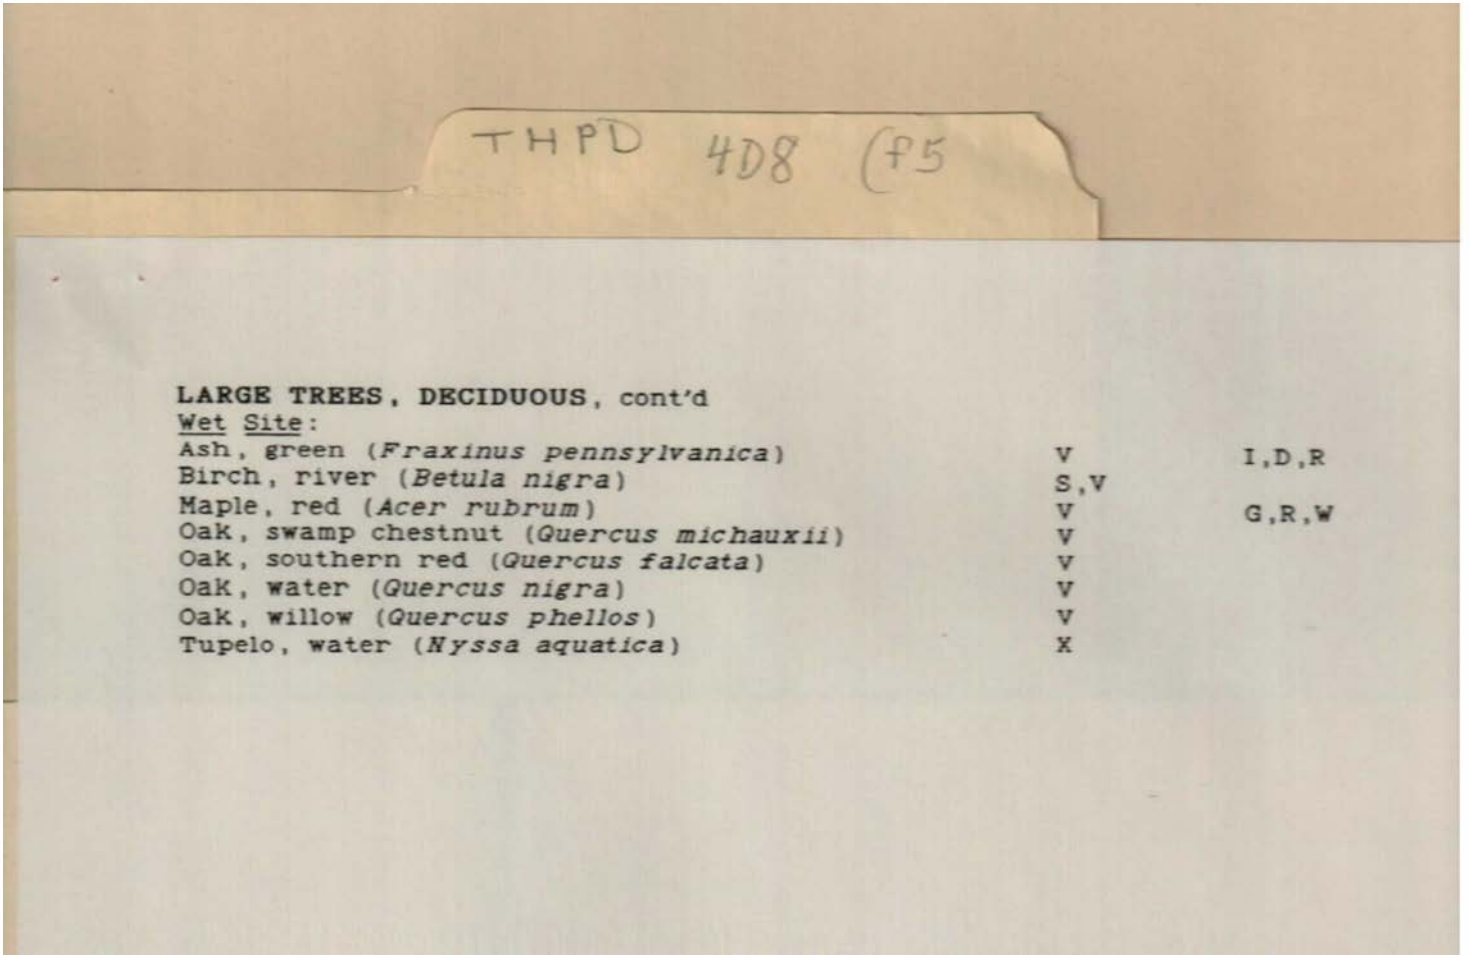 THPD 4D8 (f5
LARGE TREES, DECIDUOUS, cont'd
Wet Site:
Ash, green (Fraxinus pennsylvanica) V I,D,R
Birch, river (Betula nigra) S,V
Maple, red (Acer rubrum) V G,R,W
Oak, swamp chestnut (Quercus michauxii) V
Oak, southern red (Quercus falcata) V
Oak, water (Quercus nigra) V
Oak, willow (Quercus phellos) V
Tupelo, water (Nyssa aquatica) X